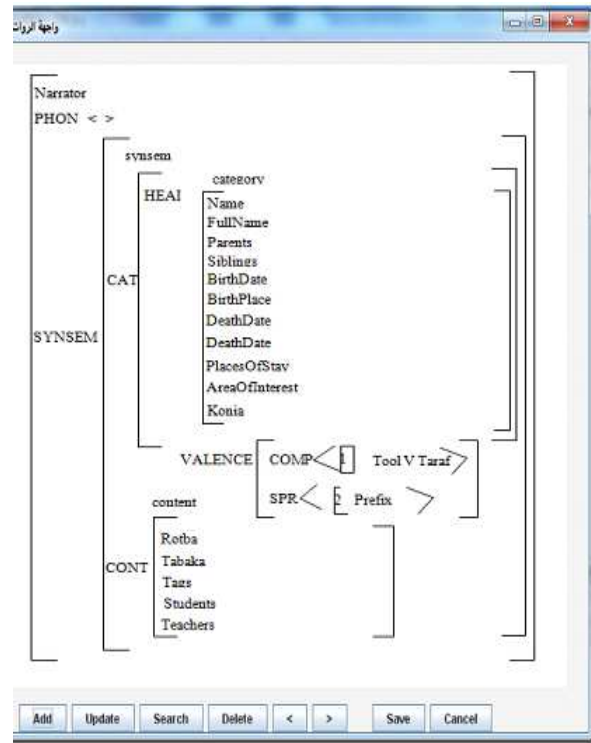 واجهة الروات
Narrator
PHON < >
synsem
category
HEAI
Name
FullName
Parents
Siblings
CAT
BirthDate
BirthPlace
DeathDate
SYNSEM
DeathDate
PlacesOfStay
AreaOfInterest
Konia
VALENCE COMP< 1 Tool V Taraf>
SPR< 2 Prefix >
content
Rotba
CONT
Tabaka
Tags
Students
Teachers
Add Update Search Delete < > Save Cancel